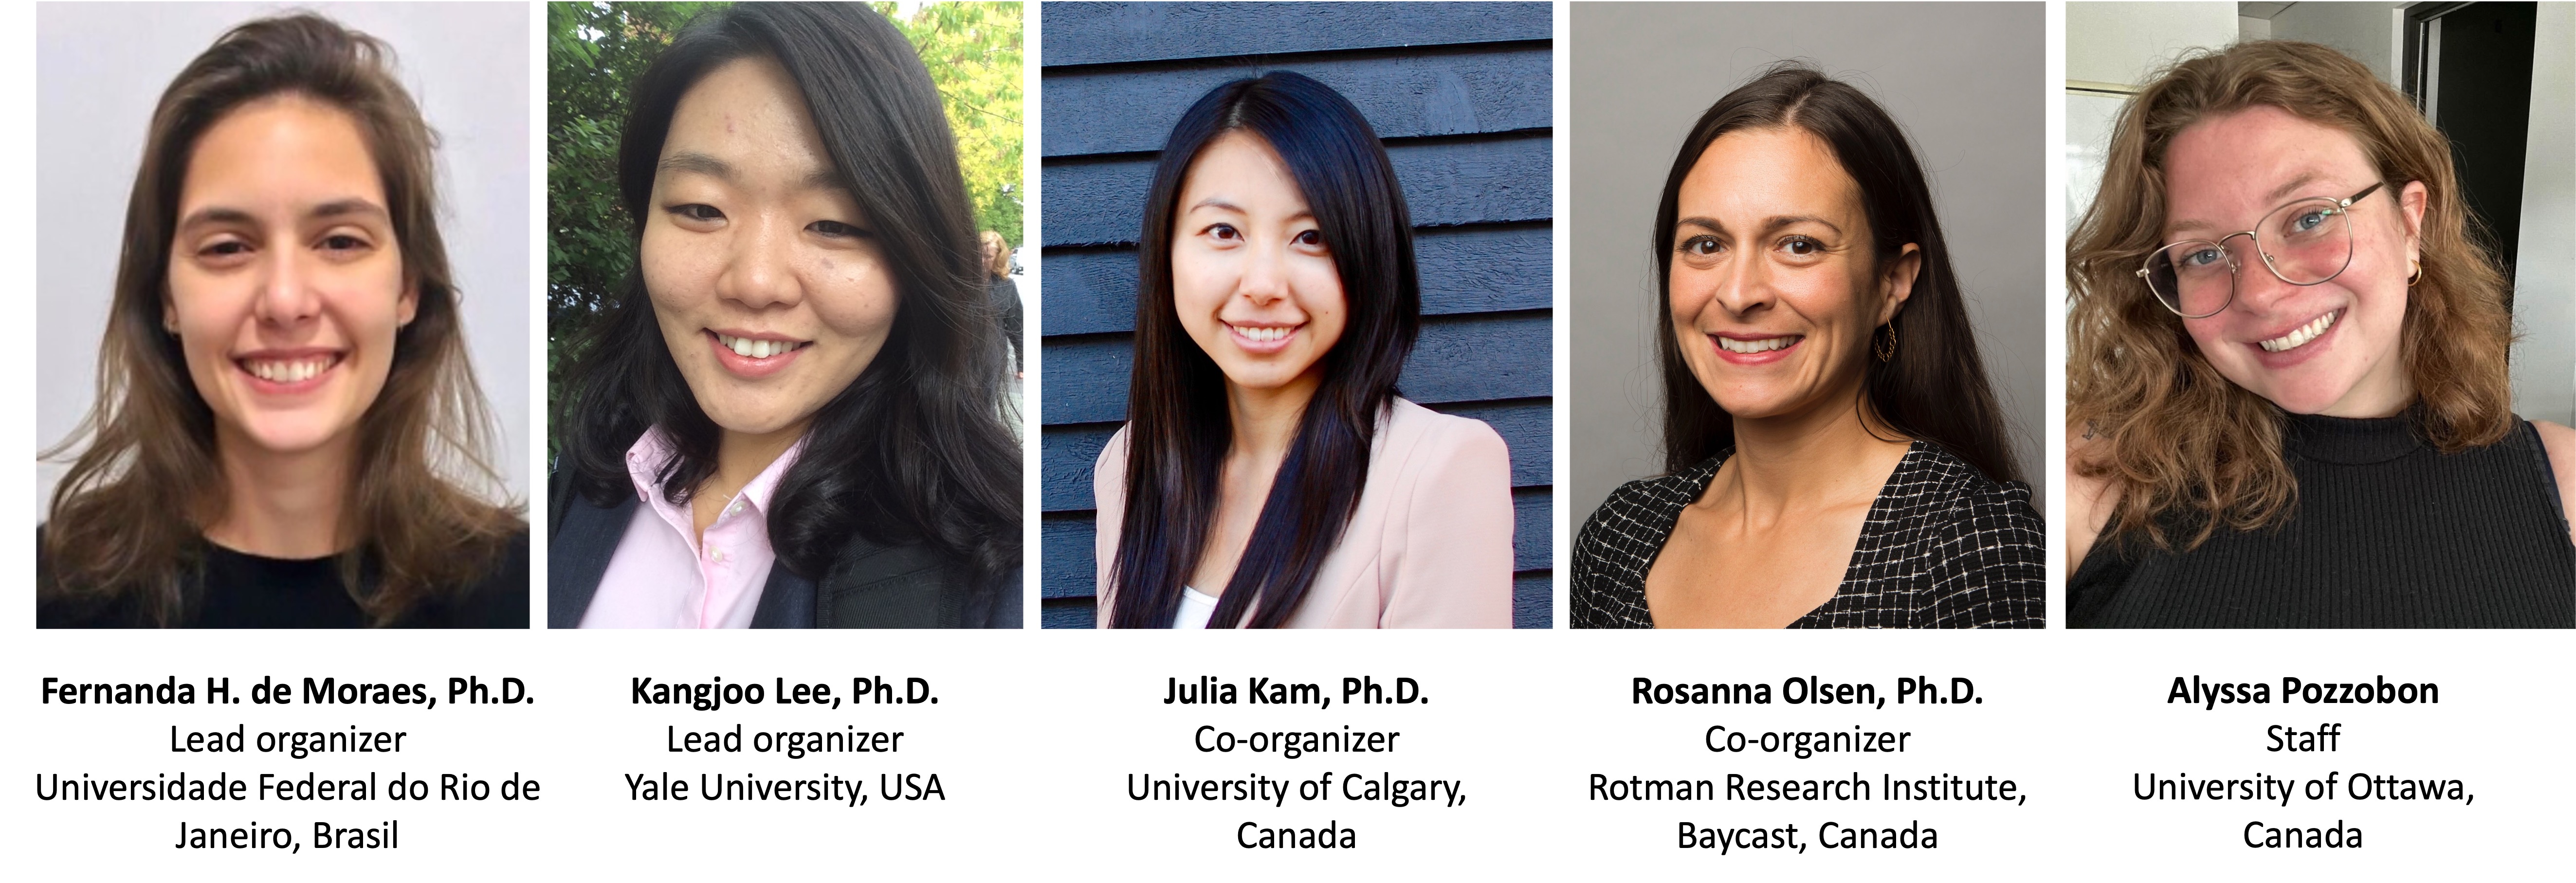 Fernanda H. de Moraes, Ph.D.
Lead organizer
Universidade Federal do Rio de
Janeiro, Brasil
Kangjoo Lee, Ph.D.
Lead organizer
Yale University, USA
Julia Kam, Ph.D.
Co-organizer
University of Calgary,
Canada
Rosanna Olsen, Ph.D.
Co-organizer
Rotman Research Institute,
Baycast, Canada
Alyssa Pozzobon
Staff
University of Ottawa,
Canada